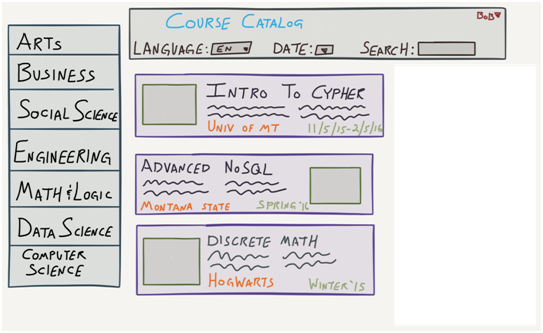 COURSE CATALOG
BOB
LANGUAGE: EN DATE: SEARCH:
ARTS
BUSINESS
SOCIAL SCIENCE
ENGINEERING
MATH & LOGIC
DATA SCIENCE
COMPUTER
SCIENCE
INTRO TO CYPHER
UNIV OF MT 11/5/15-2/5/16
ADVANCED NOSQL
MONTANA STATE SPRING '16
DISCRETE MATH
HOGWARTS WINTER '15